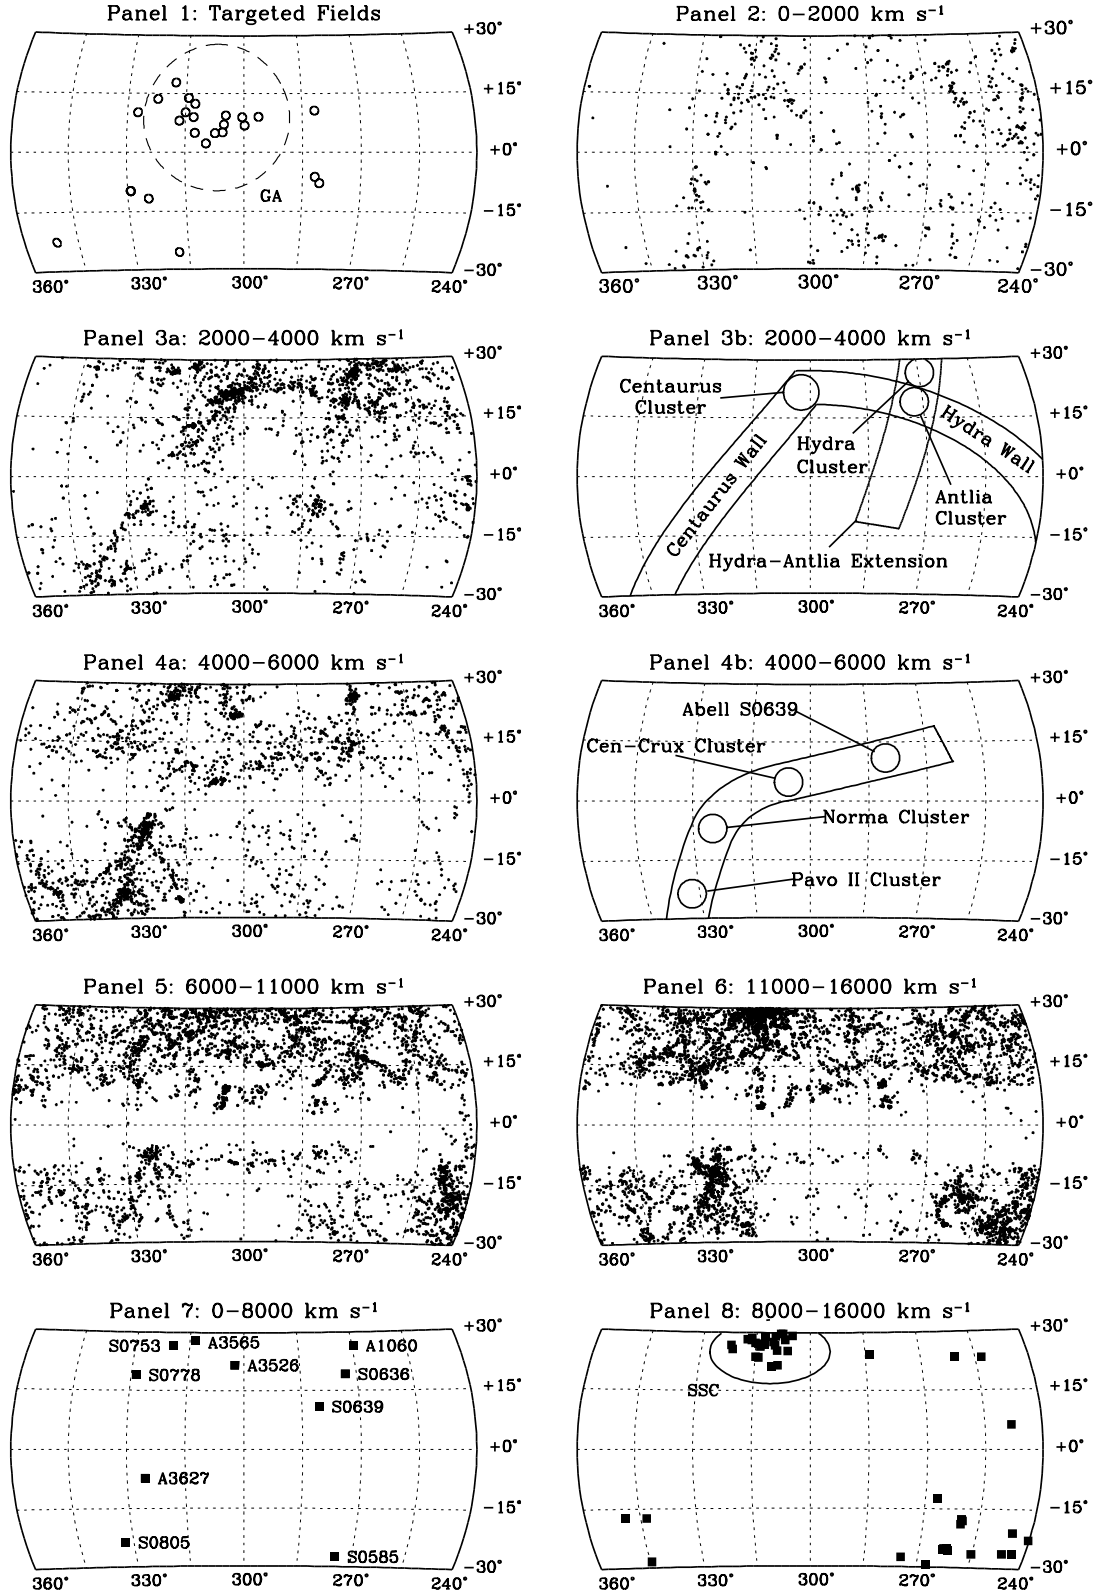 Panel 1: Targeted Fields
+30°
+15°
+0°
−15°
−30°
GA
360° 330° 300° 270° 240°
Panel 2: 0−2000 km s⁻¹
+30°
+15°
+0°
−15°
−30°
360° 330° 300° 270° 240°
Panel 3a: 2000−4000 km s⁻¹
+30°
+15°
+0°
−15°
−30°
360° 330° 300° 270° 240°
Panel 3b: 2000−4000 km s⁻¹
+30°
Centaurus
Cluster
+15°
Hydra Wall
Hydra
Cluster
Centaurus Wall
+0°
Antlia
Cluster
−15°
Hydra−Antlia Extension
−30°
360° 330° 300° 270° 240°
Panel 4a: 4000−6000 km s⁻¹
+30°
+15°
+0°
−15°
−30°
360° 330° 300° 270° 240°
Panel 4b: 4000−6000 km s⁻¹
+30°
Abell S0639
+15°
Cen−Crux Cluster
+0°
Norma Cluster
−15°
Pavo II Cluster
−30°
360° 330° 300° 270° 240°
Panel 5: 6000−11000 km s⁻¹
+30°
+15°
+0°
−15°
−30°
360° 330° 300° 270° 240°
Panel 6: 11000−16000 km s⁻¹
+30°
+15°
+0°
−15°
−30°
360° 330° 300° 270° 240°
Panel 7: 0−8000 km s⁻¹
+30°
S0753 A3565 A1060
A3526
S0778 S0636
+15°
S0639
+0°
A3627
−15°
S0805
S0585
−30°
360° 330° 300° 270° 240°
Panel 8: 8000−16000 km s⁻¹
+30°
SSC
+15°
+0°
−15°
−30°
360° 330° 300° 270° 240°